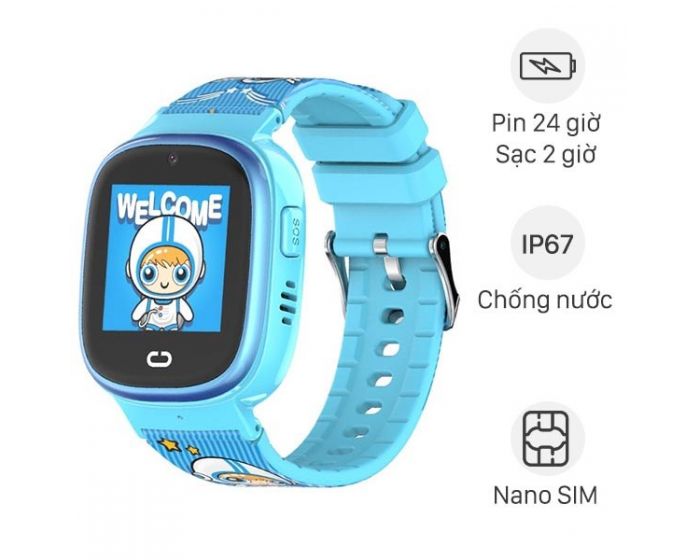 WELCOME
SOS
Pin 24 giờ
Sạc 2 giờ
IP67
Chống nước
Nano SIM